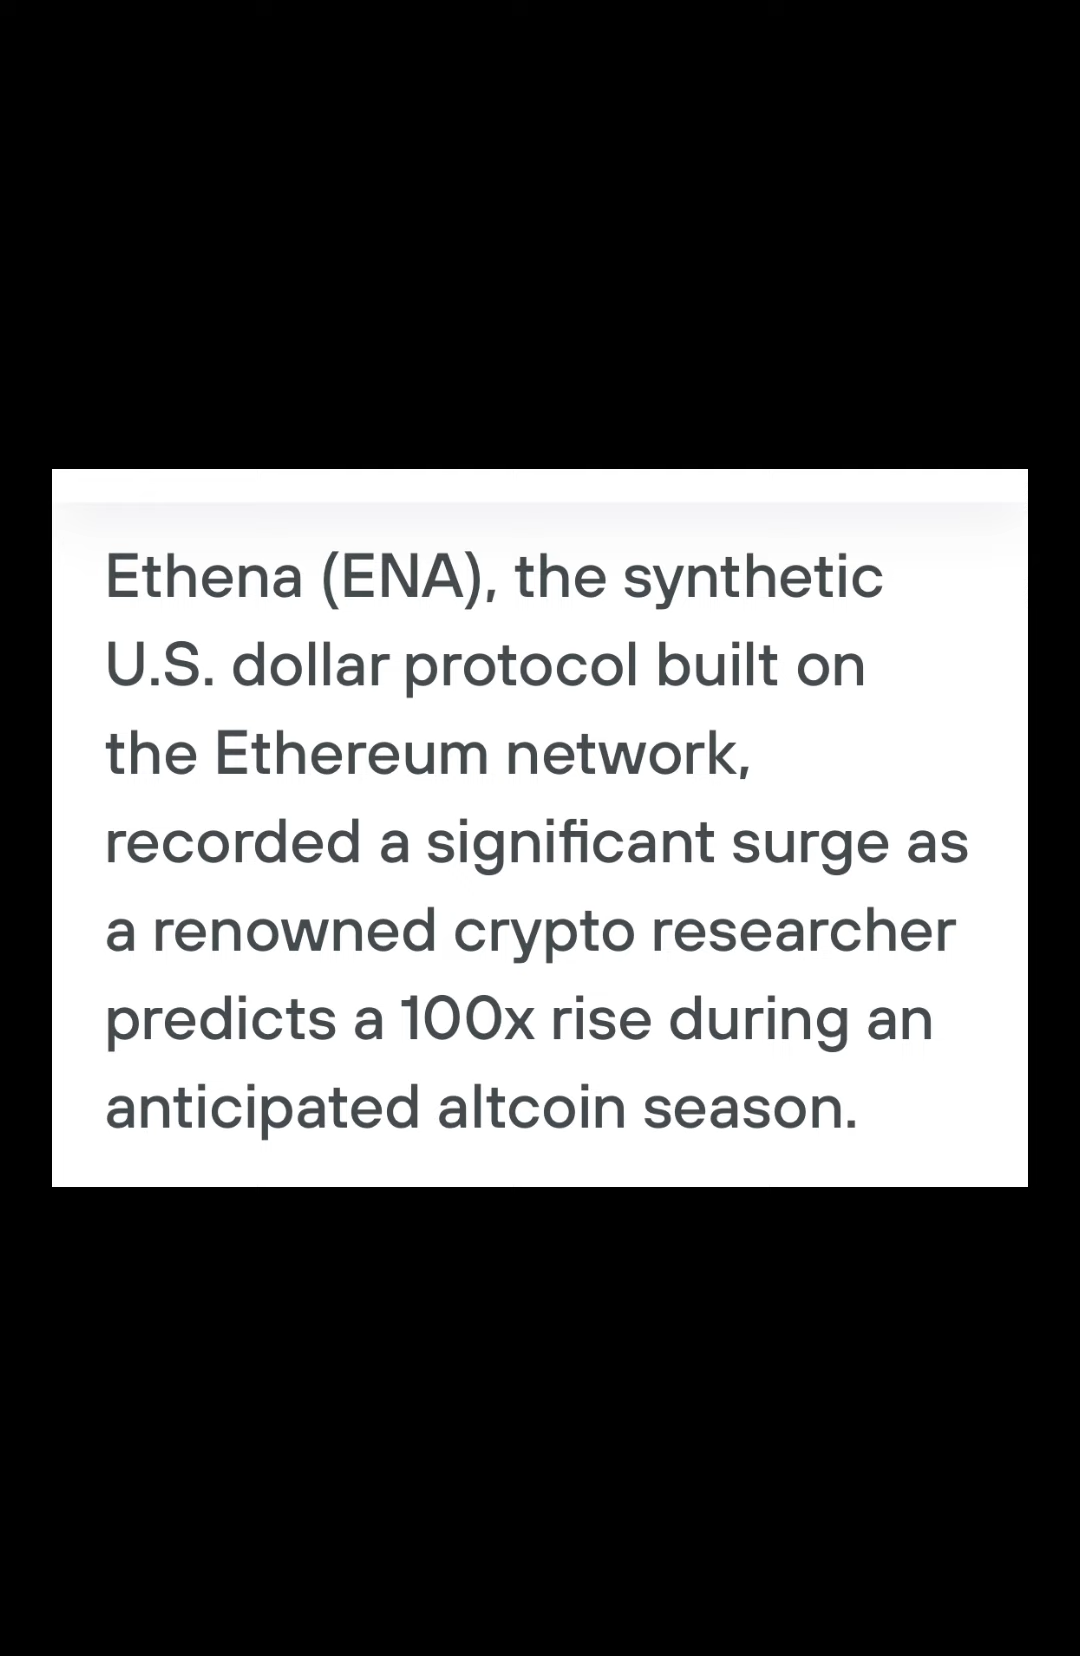 Ethena (ENA), the synthetic
U.S. dollar protocol built on
the Ethereum network,
recorded a significant surge as
a renowned crypto researcher
predicts a 100x rise during an
anticipated altcoin season.